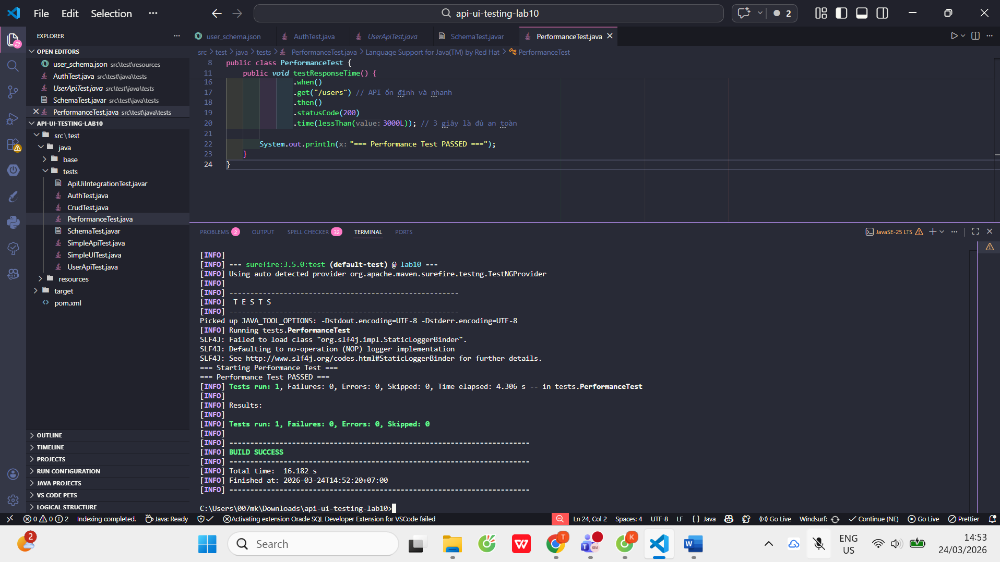 File Edit Selection ···
api-ui-testing-lab10
2
EXPLORER
OPEN EDITORS
user_schema.json src\test\resources
AuthTest.java src\test\java\tests
UserApiTest.java src\test\java\tests
SchemaTest.javar src\test\java\tests
PerformanceTest.java src\test\java\tests
API-UI-TESTING-LAB10
src\test
java
base
tests
ApiUiIntegrationTest.javar
AuthTest.java
CrudTest.java
PerformanceTest.java
SchemaTest.javar
SimpleApiTest.java
SimpleUITest.java
UserApiTest.java
resources
target
pom.xml
OUTLINE
TIMELINE
PROJECTS
RUN CONFIGURATION
JAVA PROJECTS
VS CODE PETS
LOGICAL STRUCTURE
user_schema.json AuthTest.java UserApiTest.java SchemaTest.javar PerformanceTest.java
src > test > java > tests > PerformanceTest.java > Language Support for Java(TM) by Red Hat > PerformanceTest
8 public class PerformanceTest {
11 public void testResponseTime() {
16 .when()
17 .get("/users") // API ổn định và nhanh
18 .then()
19 .statusCode(200)
20 .time(lessThan(value: 3000L)); // 3 giây là đủ an toàn
21
22 System.out.println(x: "=== Performance Test PASSED ===");
23 }
24 }
PROBLEMS 2 OUTPUT SPELL CHECKER 32 TERMINAL PORTS
JavaSE-25 LTS
[INFO]
[INFO] --- surefire:3.5.0:test (default-test) @ lab10 ---
[INFO] Using auto detected provider org.apache.maven.surefire.testng.TestNGProvider
[INFO]
[INFO] -------------------------------------------------------
[INFO]  T E S T S
[INFO] -------------------------------------------------------
Picked up JAVA_TOOL_OPTIONS: -Dstdout.encoding=UTF-8 -Dstderr.encoding=UTF-8
[INFO] Running tests.PerformanceTest
SLF4J: Failed to load class "org.slf4j.impl.StaticLoggerBinder".
SLF4J: Defaulting to no-operation (NOP) logger implementation
SLF4J: See http://www.slf4j.org/codes.html#StaticLoggerBinder for further details.
=== Starting Performance Test ===
=== Performance Test PASSED ===
[INFO] Tests run: 1, Failures: 0, Errors: 0, Skipped: 0, Time elapsed: 4.306 s -- in tests.PerformanceTest
[INFO]
[INFO] Results:
[INFO]
[INFO] Tests run: 1, Failures: 0, Errors: 0, Skipped: 0
[INFO]
[INFO] ------------------------------------------------------------------------
[INFO] BUILD SUCCESS
[INFO] ------------------------------------------------------------------------
[INFO] Total time:  16.182 s
[INFO] Finished at: 2026-03-24T14:52:20+07:00
[INFO] ------------------------------------------------------------------------
C:\Users\007mk\Downloads\api-ui-testing-lab10>
0 0 2 Indexing completed. Java: Ready Activating extension Oracle SQL Developer Extension for VSCode failed Ln 24, Col 2 Spaces: 4 UTF-8 LF { } Java Go Live Windsurf: Continue (NE) Go Live Prettier
2
Search
T
T
KM
K
W
ENG
US
14:53
24/03/2026